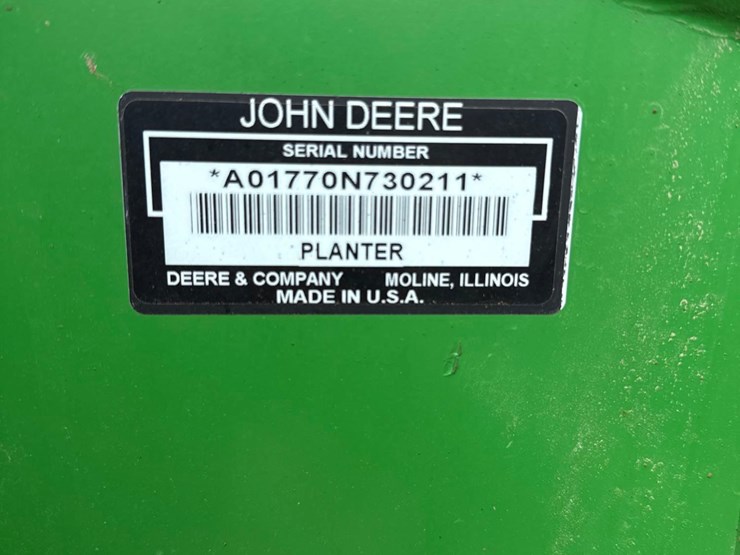 JOHN DEERE
SERIAL NUMBER
*A01770N730211*
PLANTER
DEERE & COMPANY MOLINE, ILLINOIS
MADE IN U.S.A.